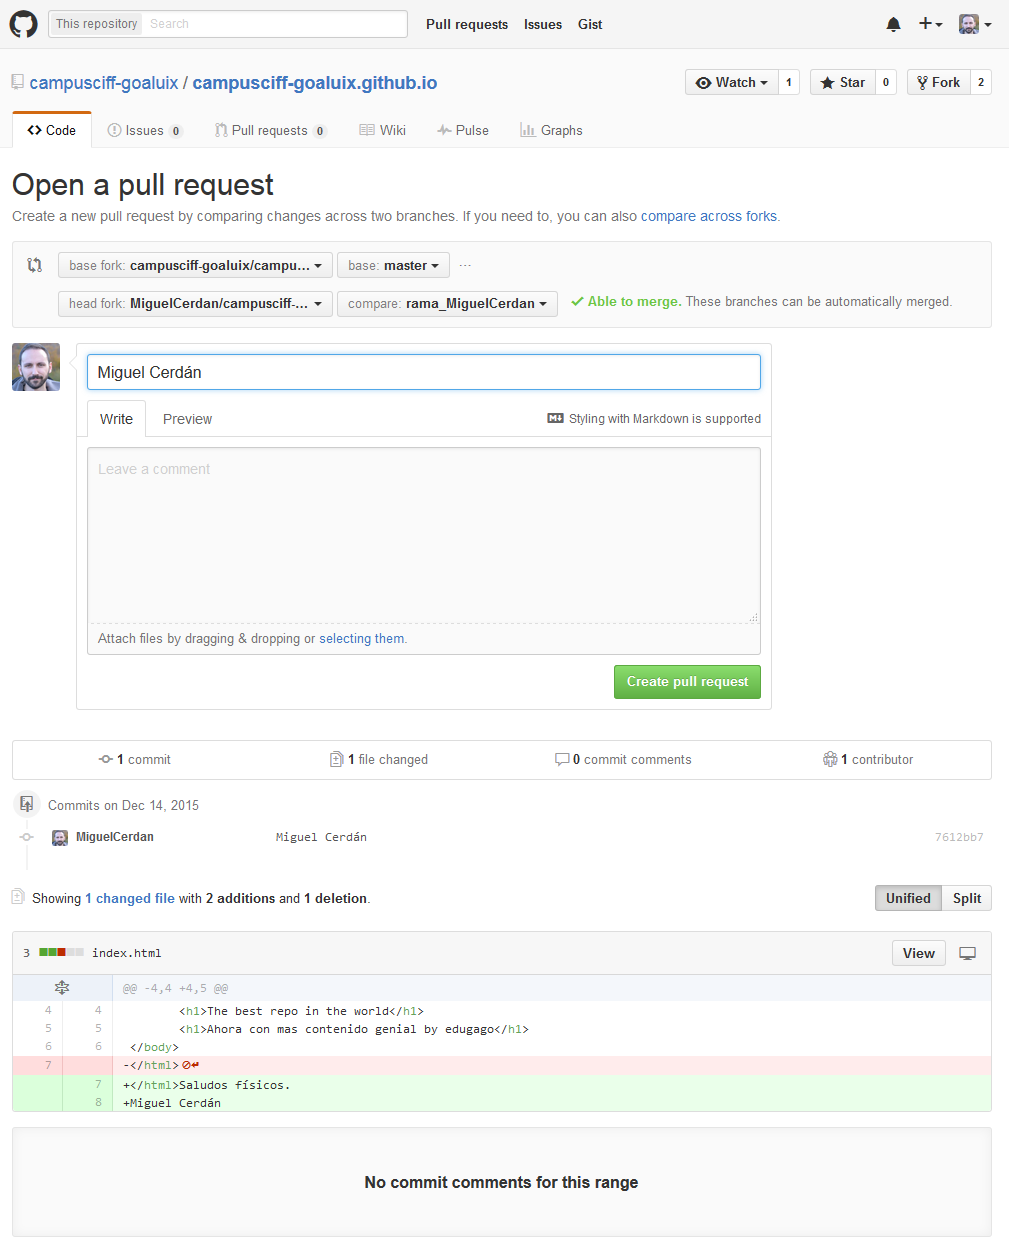 This repository Search Pull requests Issues Gist
campusciff-goaluix / campusciff-goaluix.github.io Watch 1 Star 0 Fork 2
Code Issues 0 Pull requests 0 Wiki Pulse Graphs
Open a pull request
Create a new pull request by comparing changes across two branches. If you need to, you can also compare across forks.
base fork: campusciff-goaluix/campu... base: master ...
head fork: MiguelCerdan/campusciff-... compare: rama_MiguelCerdan Able to merge. These branches can be automatically merged.
Miguel Cerdán
Write Preview Styling with Markdown is supported
Leave a comment
Attach files by dragging & dropping or selecting them.
Create pull request
1 commit 1 file changed 0 commit comments 1 contributor
Commits on Dec 14, 2015
MiguelCerdan Miguel Cerdán 7612bb7
Showing 1 changed file with 2 additions and 1 deletion. Unified Split
3 index.html View
@@ -4,4 +4,5 @@
4 4 <h1>The best repo in the world</h1>
5 5 <h1>Ahora con mas contenido genial by edugago</h1>
6 6 </body>
7 -</html>
7 +</html>Saludos físicos.
8 +Miguel Cerdán
No commit comments for this range